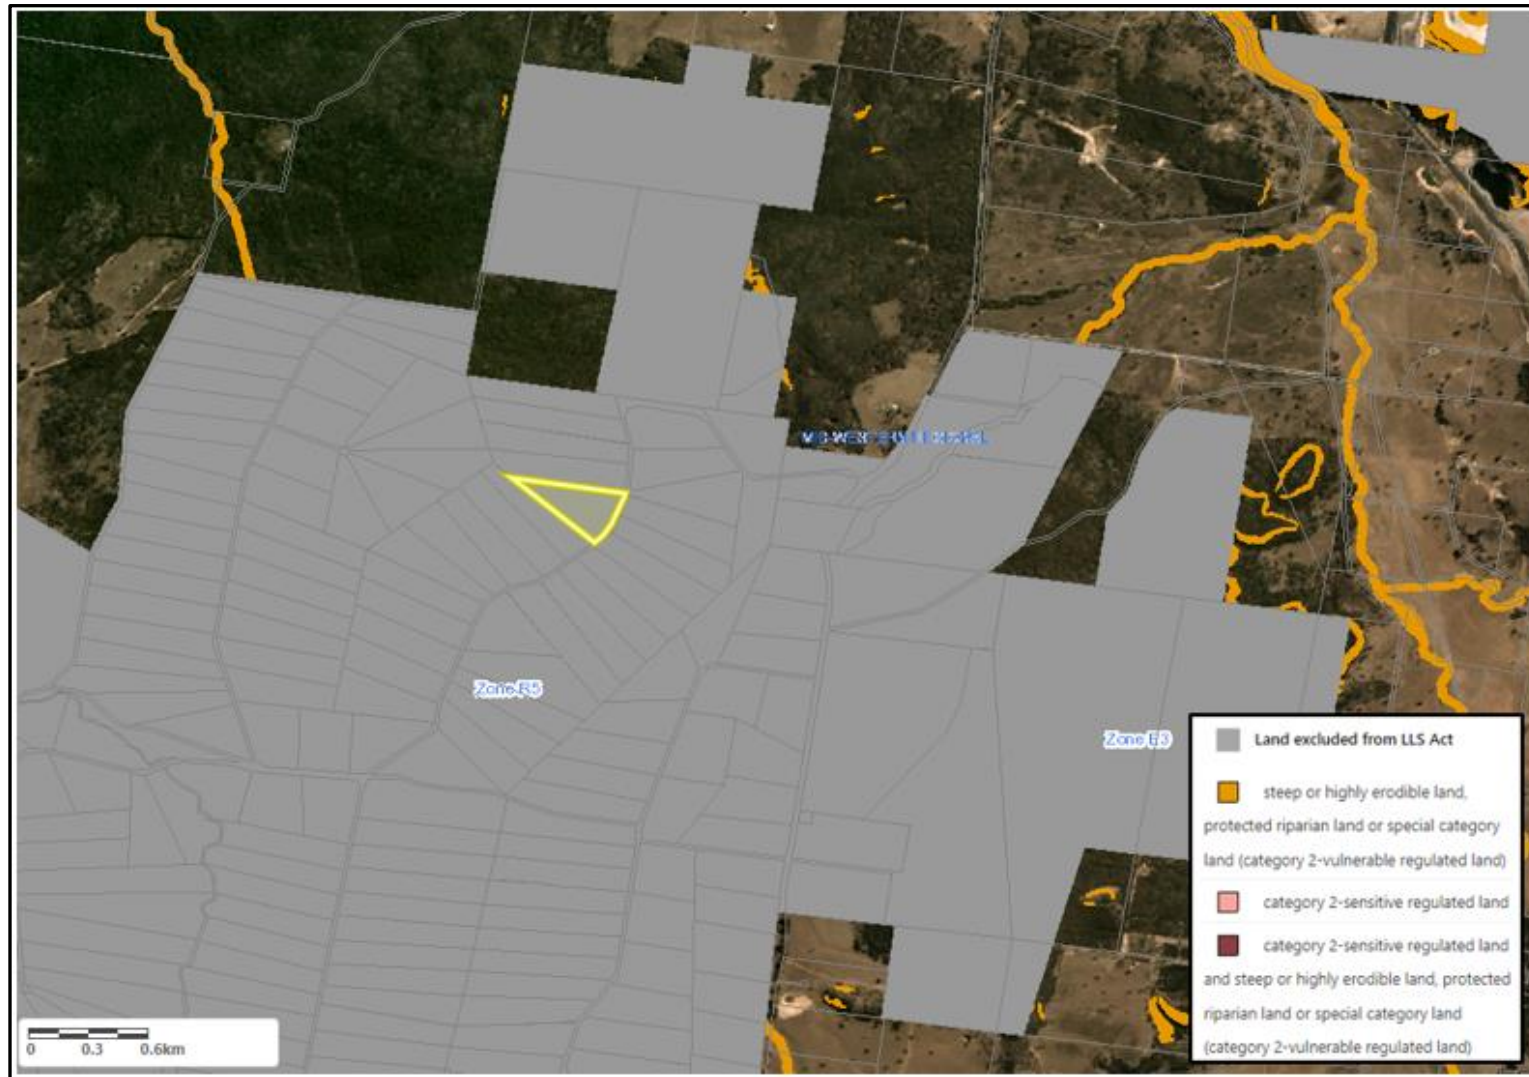 Zone R5
Zone E3
Land excluded from LLS Act
steep or highly erodible land,
protected riparian land or special category
land (category 2-vulnerable regulated land)
category 2-sensitive regulated land
category 2-sensitive regulated land
and steep or highly erodible land, protected
riparian land or special category land
(category 2-vulnerable regulated land)
0 0.3 0.6km